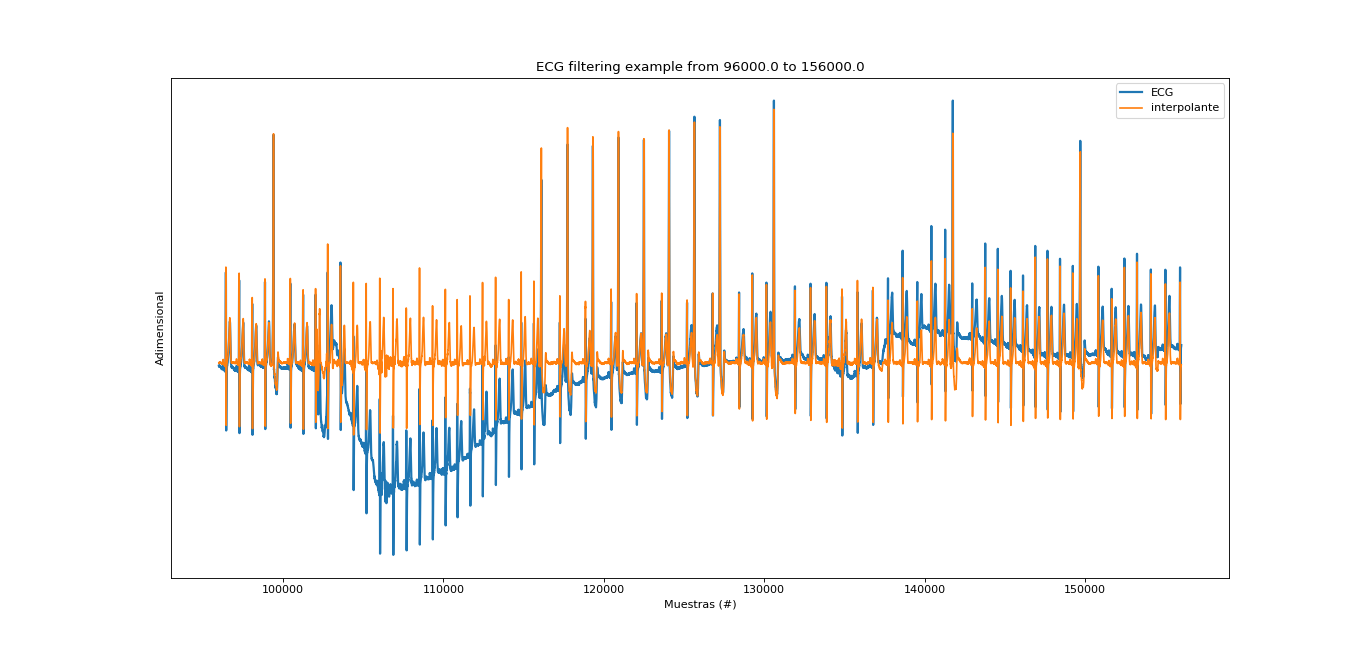 ECG filtering example from 96000.0 to 156000.0
ECG
interpolante
Adimensional
100000 110000 120000 130000 140000 150000
Muestras (#)